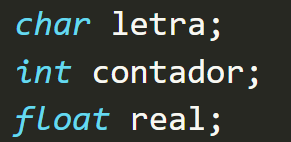 char letra;
int contador;
float real;